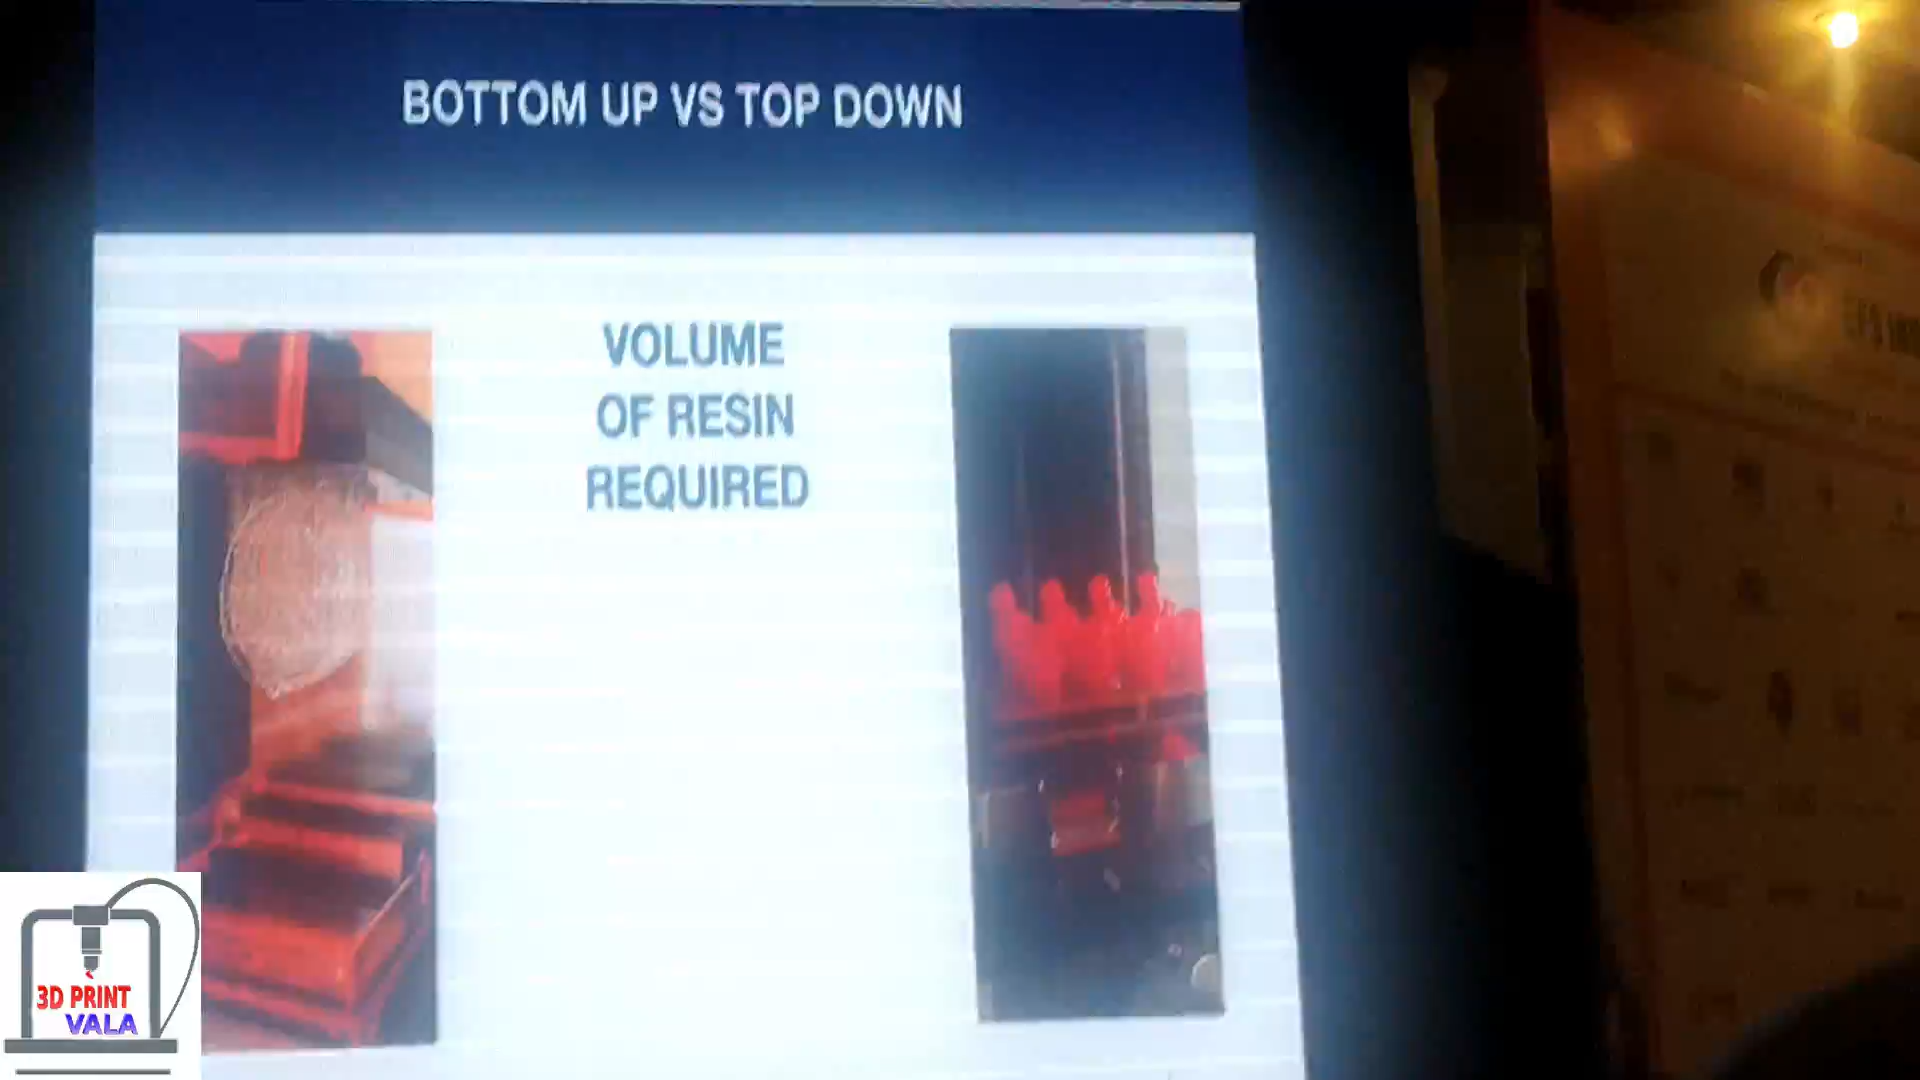 BOTTOM UP VS TOP DOWN
VOLUME
OF RESIN
REQUIRED
3D PRINT
VALA